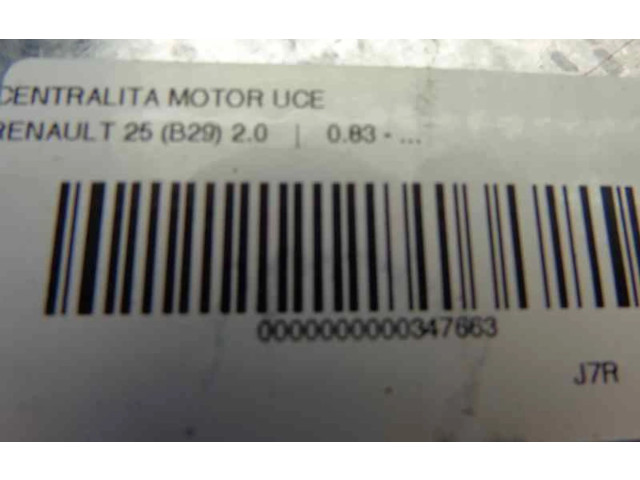 CENTRALITA MOTOR UCE
RENAULT 25 (B29) 2.0 | 0.83 - ...
0000000000347663
J7R